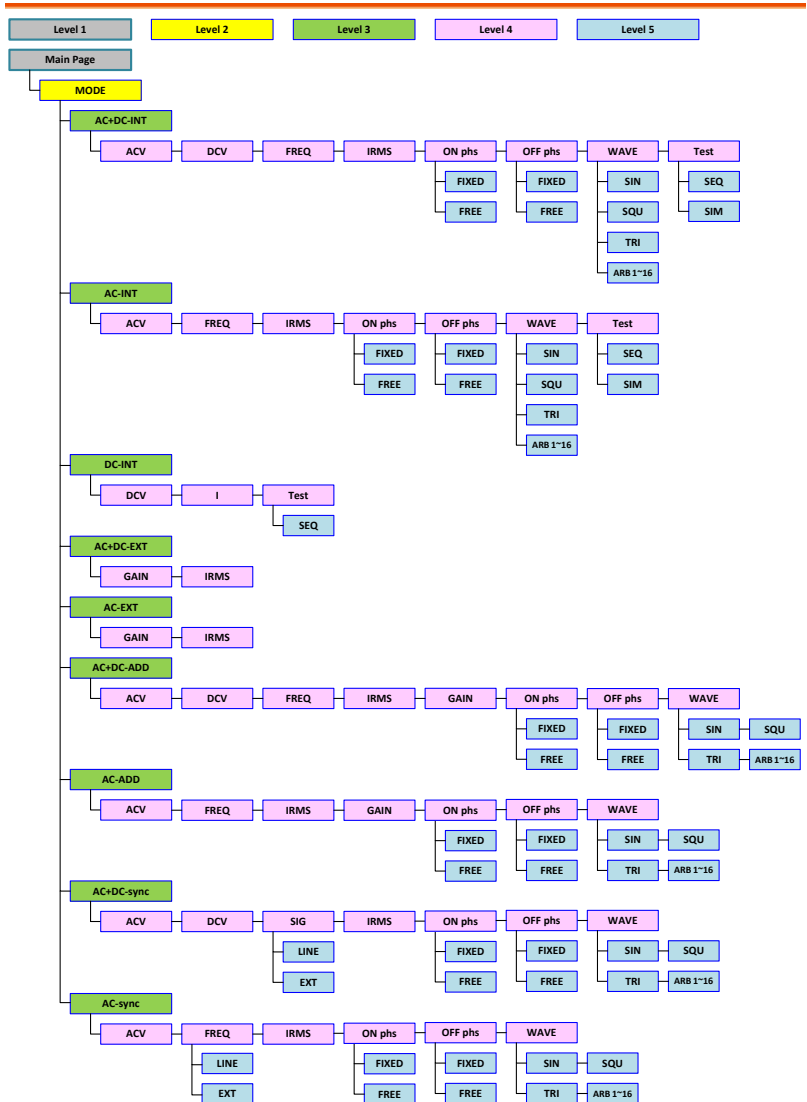 Level 1 Level 2 Level 3 Level 4 Level 5
Main Page
MODE
AC+DC-INT
ACV DCV FREQ IRMS ON phs OFF phs WAVE Test
FIXED FIXED SIN SEQ
FREE FREE SQU SIM
TRI
ARB 1~16
AC-INT
ACV FREQ IRMS ON phs OFF phs WAVE Test
FIXED FIXED SIN SEQ
FREE FREE SQU SIM
TRI
ARB 1~16
DC-INT
DCV I Test
SEQ
AC+DC-EXT
GAIN IRMS
AC-EXT
GAIN IRMS
AC+DC-ADD
ACV DCV FREQ IRMS GAIN ON phs OFF phs WAVE
FIXED FIXED SIN SQU
FREE FREE TRI ARB 1~16
AC-ADD
ACV FREQ IRMS GAIN ON phs OFF phs WAVE
FIXED FIXED SIN SQU
FREE FREE TRI ARB 1~16
AC+DC-sync
ACV DCV SIG IRMS ON phs OFF phs WAVE
LINE FIXED FIXED SIN SQU
EXT FREE FREE TRI ARB 1~16
AC-sync
ACV FREQ IRMS ON phs OFF phs WAVE
LINE FIXED FIXED SIN SQU
EXT FREE FREE TRI ARB 1~16